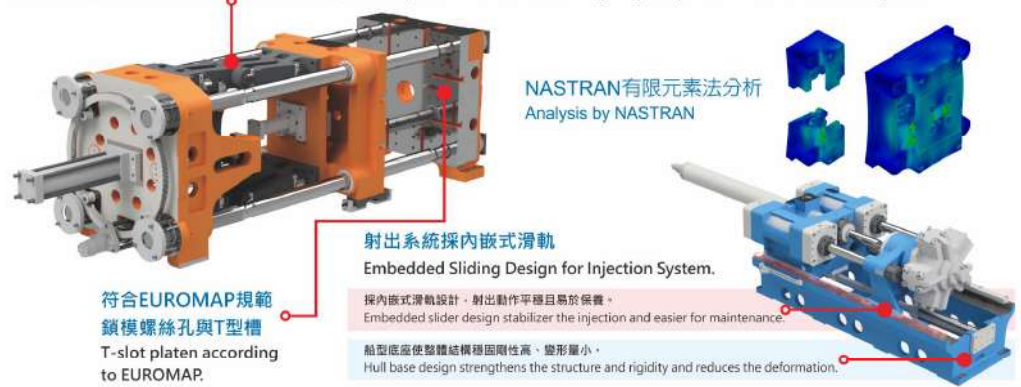 NASTRAN有限元素法分析
Analysis by NASTRAN
射出系統採內嵌式滑軌
Embedded Sliding Design for Injection System.
採內嵌式滑軌設計，射出動作平穩且易於保養。
Embedded slider design stabilizer the injection and easier for maintenance.
船型底座使整體結構穩固剛性高、變形量小。
Hull base design strengthens the structure and rigidity and reduces the deformation.
符合EUROMAP規範
鎖模螺絲孔與T型槽
T-slot platen according
to EUROMAP.